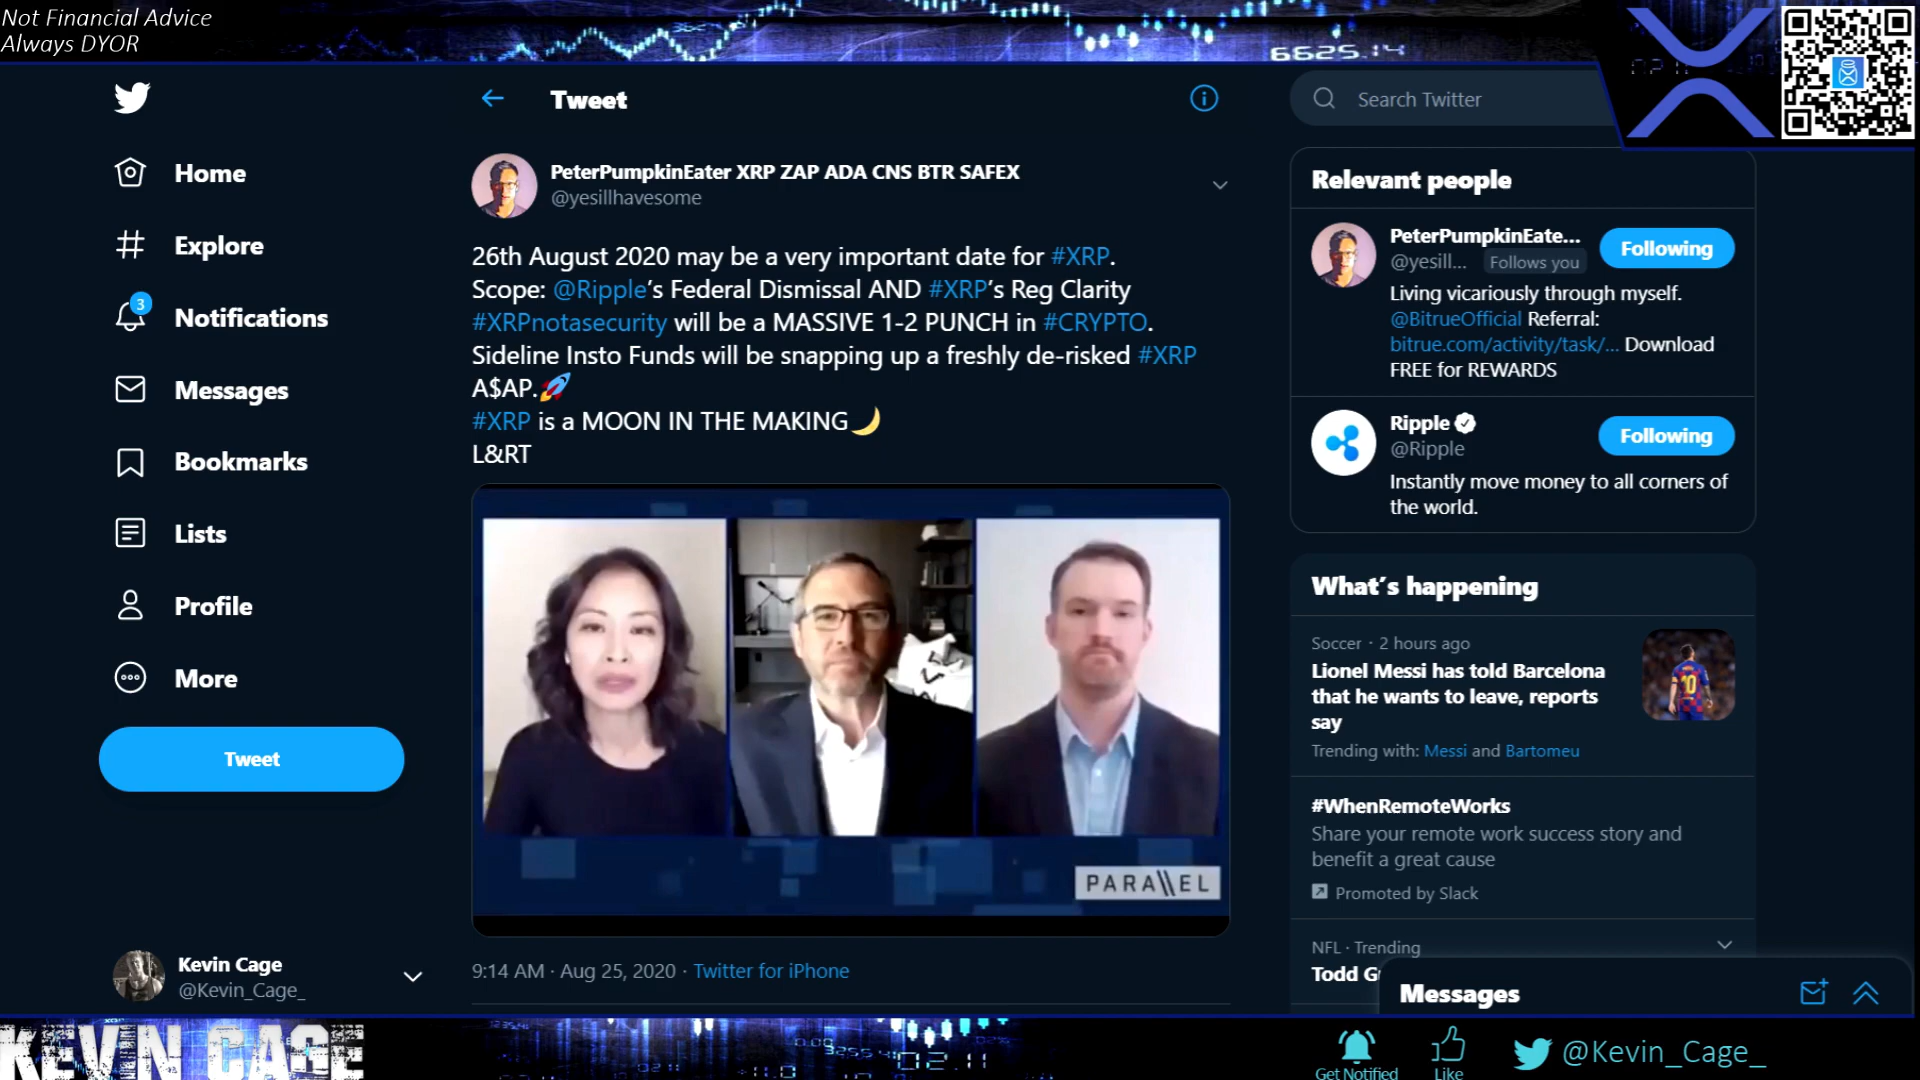 Not Financial Advice
Always DYOR
6625.14
Tweet
Search Twitter
Home
Explore
3
Notifications
Messages
Bookmarks
Lists
Profile
More
Tweet
Kevin Cage
@Kevin_Cage_
PeterPumpkinEater XRP ZAP ADA CNS BTR SAFEX
@yesillhavesome
26th August 2020 may be a very important date for #XRP.
Scope: @Ripple's Federal Dismissal AND #XRP's Reg Clarity
#XRPnotasecurity will be a MASSIVE 1-2 PUNCH in #CRYPTO.
Sideline Insto Funds will be snapping up a freshly de-risked #XRP
A$AP.🚀
#XRP is a MOON IN THE MAKING🌙
L&RT
PARALLEL
9:14 AM · Aug 25, 2020 · Twitter for iPhone
Relevant people
PeterPumpkinEate...
@yesill... Follows you
Following
Living vicariously through myself.
@BitrueOfficial Referral:
bitrue.com/activity/task/... Download
FREE for REWARDS
Ripple
@Ripple
Following
Instantly move money to all corners of
the world.
What's happening
Soccer · 2 hours ago
Lionel Messi has told Barcelona
that he wants to leave, reports
say
Trending with: Messi and Bartomeu
10
#WhenRemoteWorks
Share your remote work success story and
benefit a great cause
Promoted by Slack
NFL · Trending
Todd G
Messages
KEVIN CAGE
02.11
Get Notified
Like
@Kevin_Cage_